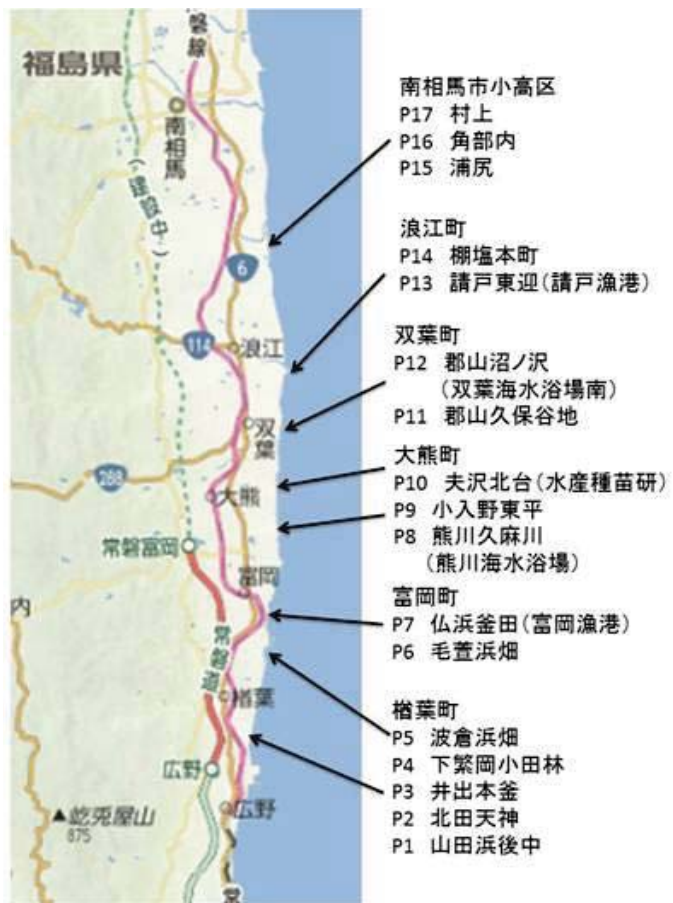 常磐線
福島県
南相馬
(建設中)
6
114
浪江
双葉
288
大熊
常磐富岡
富岡
内
常磐道
楢葉
広野
広野
▲屹兎屋山
875
常
南相馬市小高区
P17 村上
P16 角部内
P15 浦尻
浪江町
P14 棚塩本町
P13 請戸東迎(請戸漁港)
双葉町
P12 郡山沼ノ沢
(双葉海水浴場南)
P11 郡山久保谷地
大熊町
P10 夫沢北台(水産種苗研)
P9 小入野東平
P8 熊川久麻川
(熊川海水浴場)
富岡町
P7 仏浜釜田(富岡漁港)
P6 毛萱浜畑
楢葉町
P5 波倉浜畑
P4 下繁岡小田林
P3 井出本釜
P2 北田天神
P1 山田浜後中